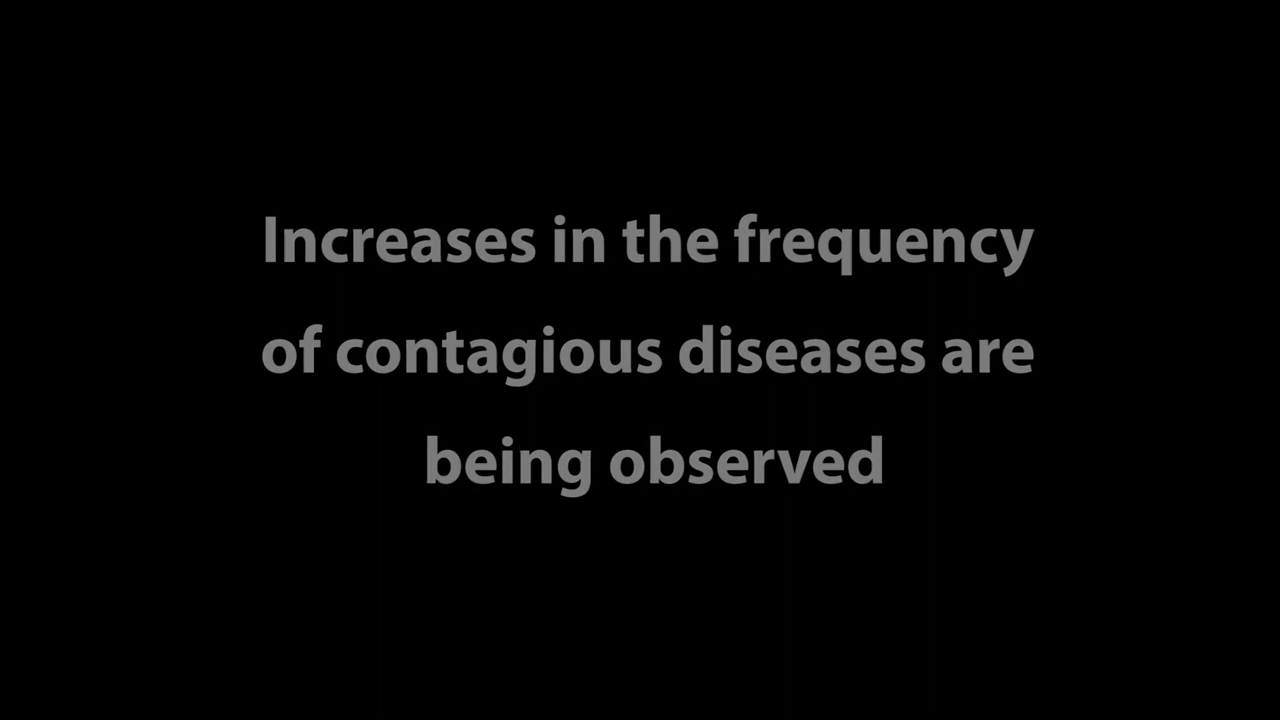 Increases in the frequency
of contagious diseases are
being observed